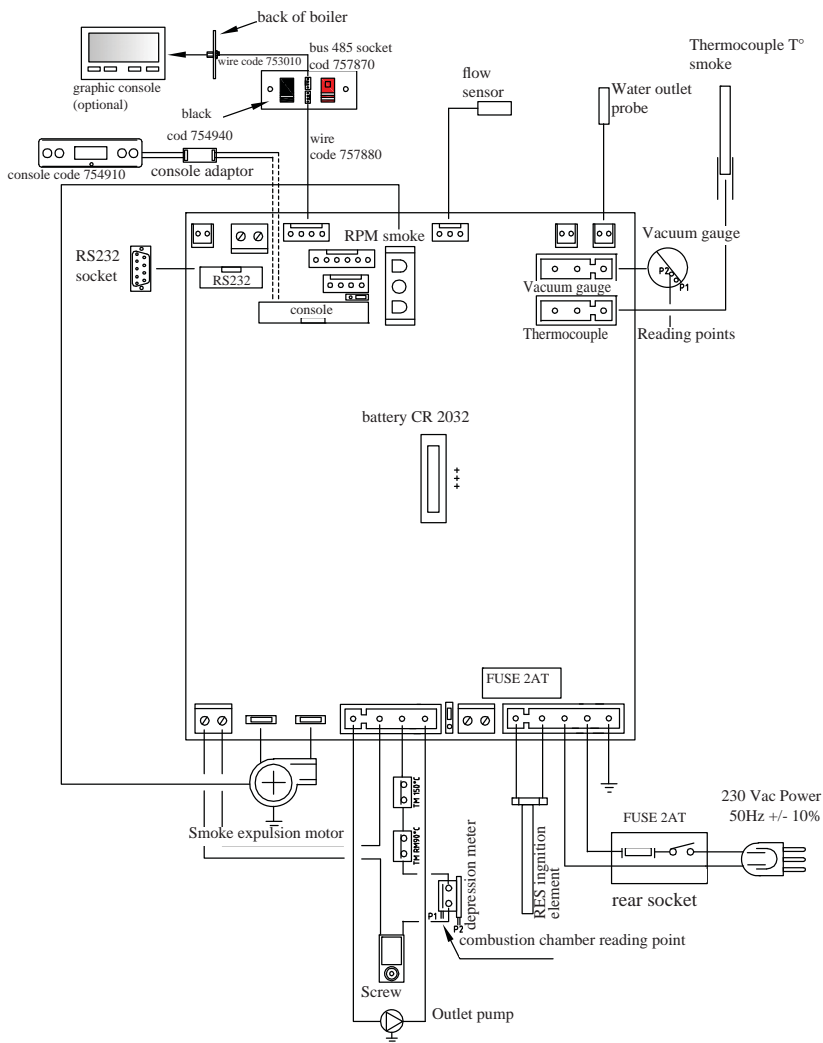 back of boiler
wire code 753010
bus 485 socket
cod 757870
graphic console
(optional)
black
cod 754940
wire
code 757880
console code 754910
console adaptor
flow
sensor
Water outlet
probe
Thermocouple T°
smoke
RS232
socket
RS232
RPM smoke
console
Vacuum gauge
Vacuum gauge
P2
P1
Thermocouple
Reading points
battery CR 2032
+++
FUSE 2AT
Smoke expulsion motor
TM 150°C
TM RM90°C
depression meter
P1
P2
combustion chamber reading point
RES ingnition
element
FUSE 2AT
rear socket
230 Vac Power
50Hz +/- 10%
Screw
Outlet pump